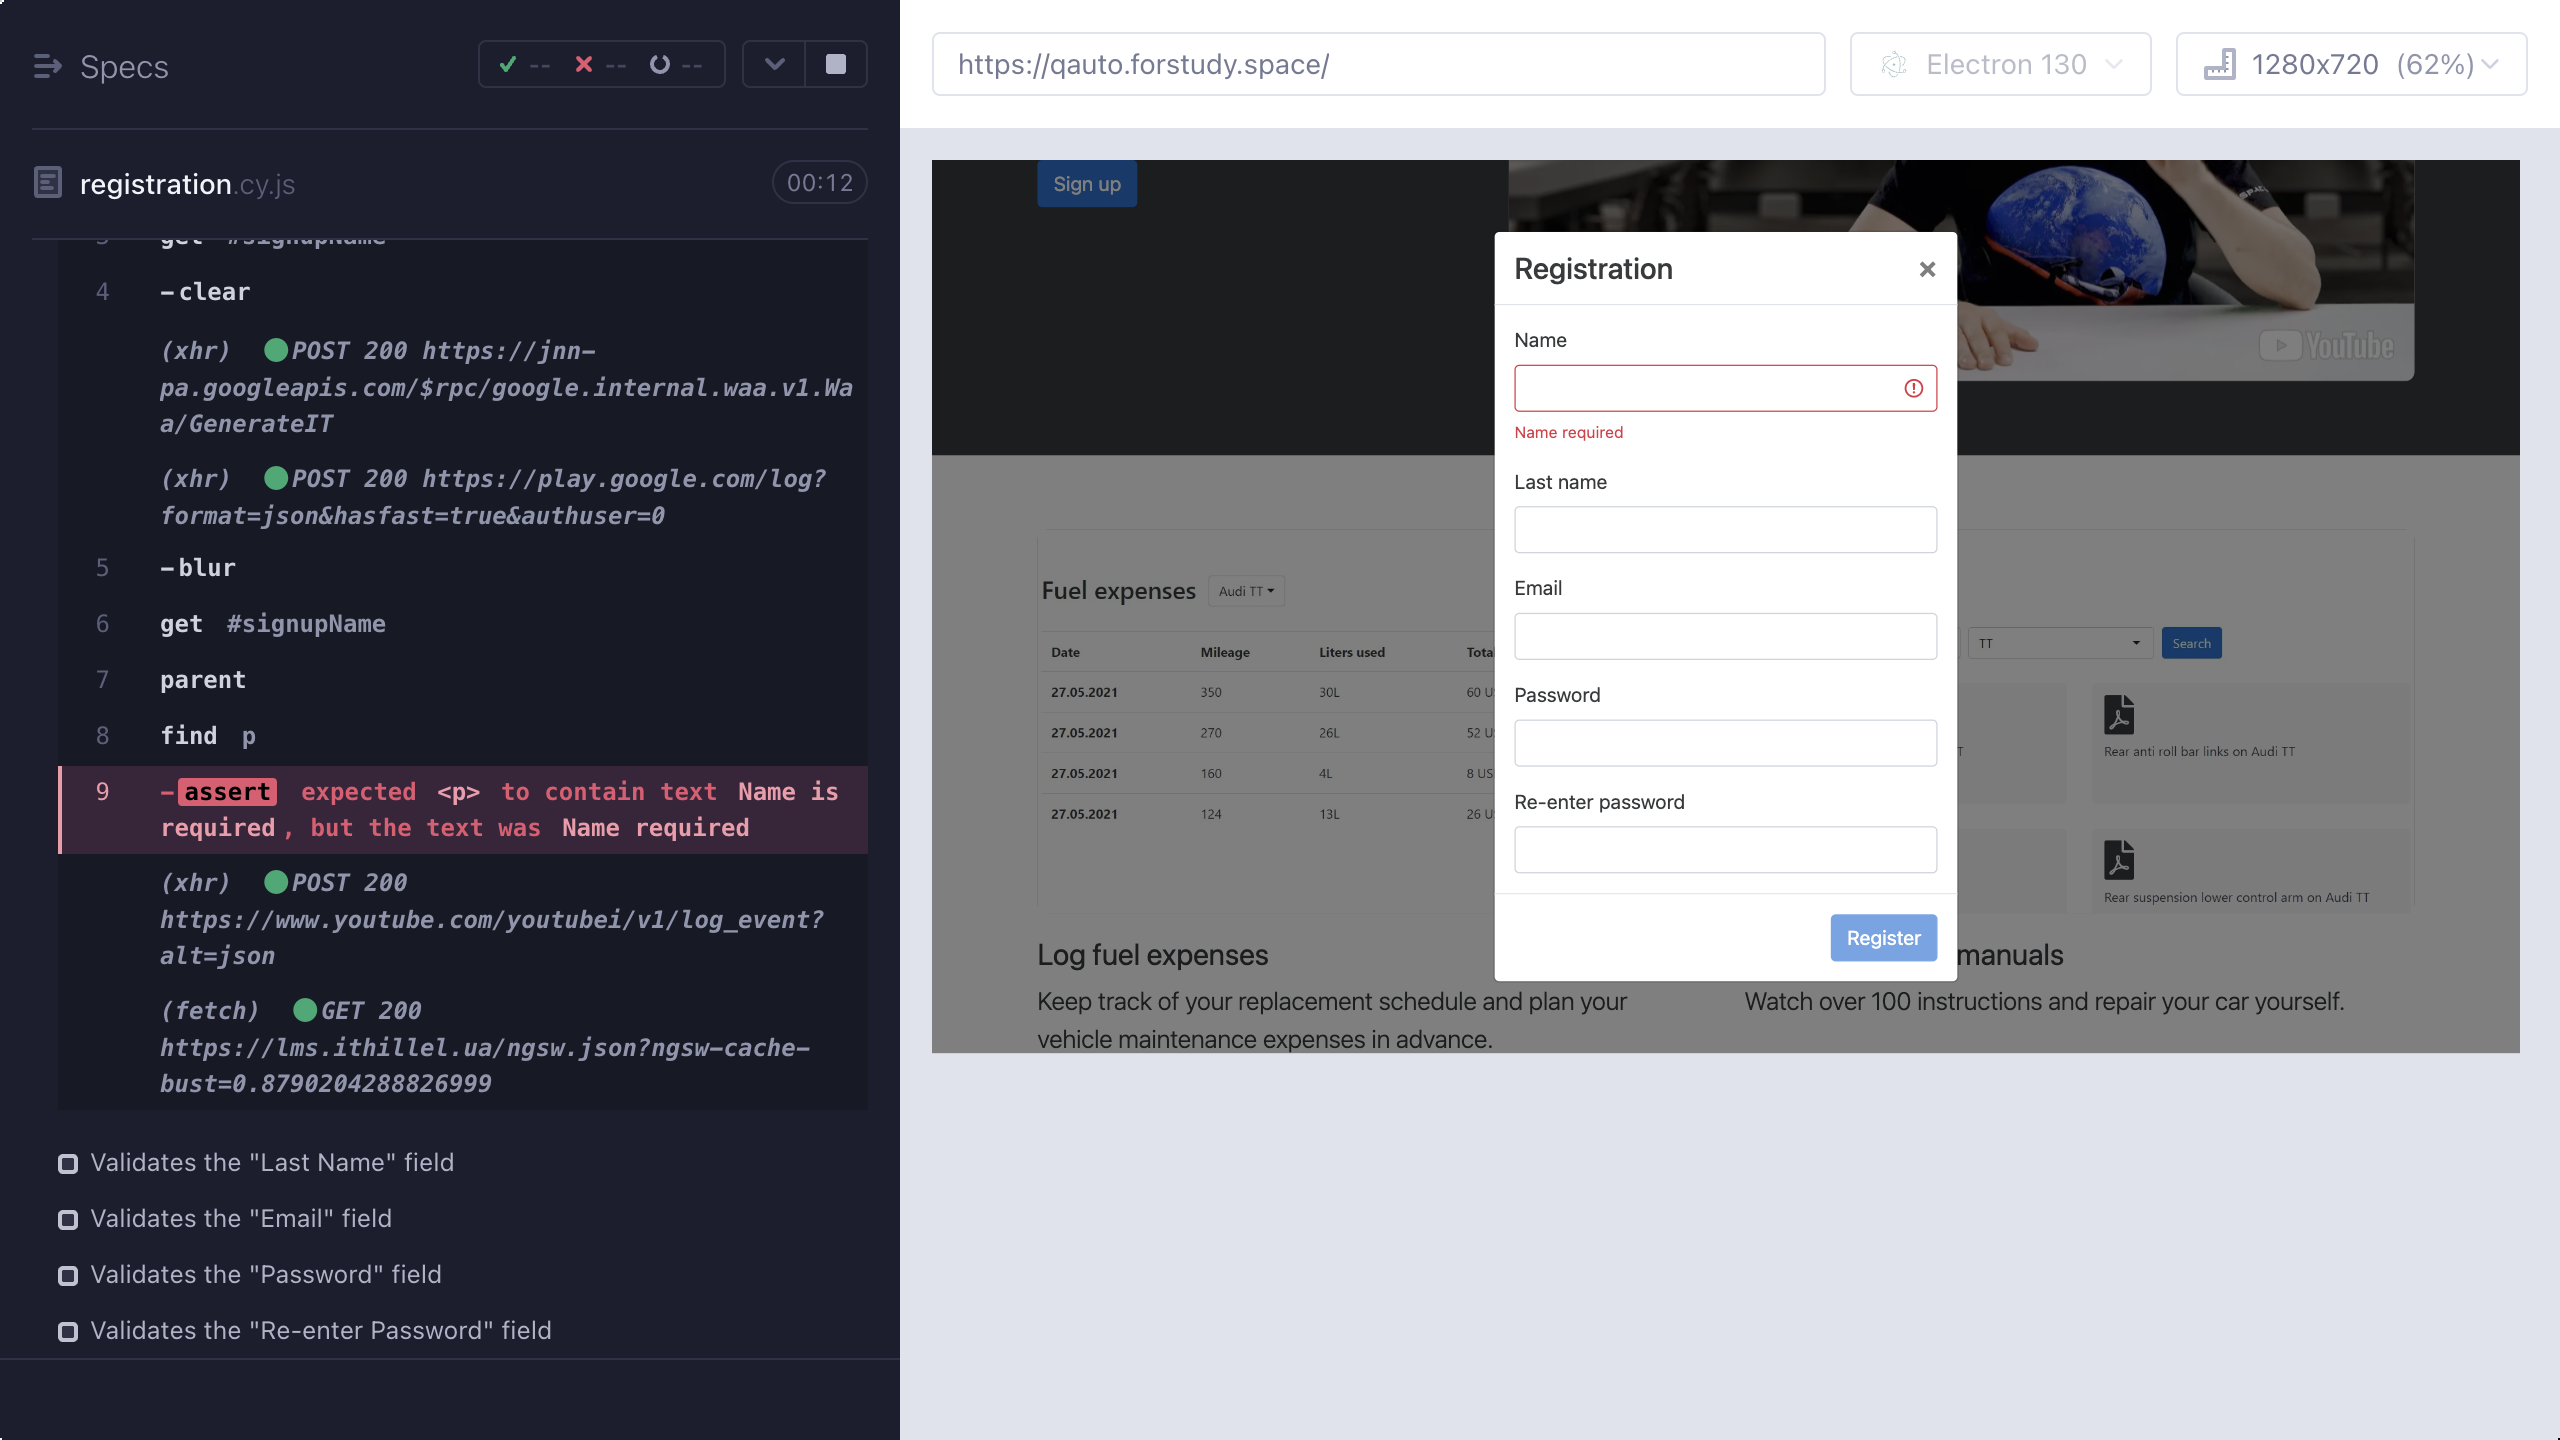 Specs
-- -- --
registration.cy.js
00:12
3 get #signupName
4 -clear
(xhr) POST 200 https://jnn-
pa.googleapis.com/$rpc/google.internal.waa.v1.Wa
a/GenerateIT
(xhr) POST 200 https://play.google.com/log?
format=json&hasfast=true&authuser=0
5 -blur
6 get #signupName
7 parent
8 find p
9 -assert expected <p> to contain text Name is
required, but the text was Name required
(xhr) POST 200
https://www.youtube.com/youtubei/v1/log_event?
alt=json
(fetch) GET 200
https://lms.ithillel.ua/ngsw.json?ngsw-cache-
bust=0.8790204288826999
Validates the "Last Name" field
Validates the "Email" field
Validates the "Password" field
Validates the "Re-enter Password" field
https://qauto.forstudy.space/
Electron 130
1280x720 (62%)
Sign up
YouTube
Registration
×
Name
Name required
Last name
Email
Password
Re-enter password
Register
Fuel expenses
Audi TT
Date Mileage Liters used
27.05.2021 350 30L 60 U
27.05.2021 270 26L 52 U
27.05.2021 160 4L 8 US
27.05.2021 124 13L 26 U
TT
Search
Rear anti roll bar links on Audi TT
Rear suspension lower control arm on Audi TT
Log fuel expenses
Keep track of your replacement schedule and plan your
vehicle maintenance expenses in advance.
manuals
Watch over 100 instructions and repair your car yourself.